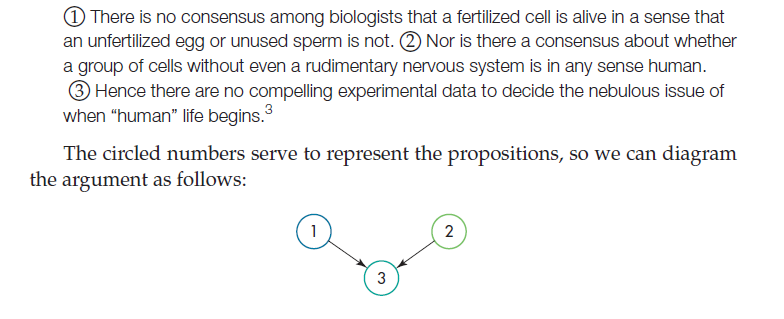 ① There is no consensus among biologists that a fertilized cell is alive in a sense that
an unfertilized egg or unused sperm is not. ② Nor is there a consensus about whether
a group of cells without even a rudimentary nervous system is in any sense human.
③ Hence there are no compelling experimental data to decide the nebulous issue of
when “human” life begins.³
The circled numbers serve to represent the propositions, so we can diagram
the argument as follows:
1 2
3